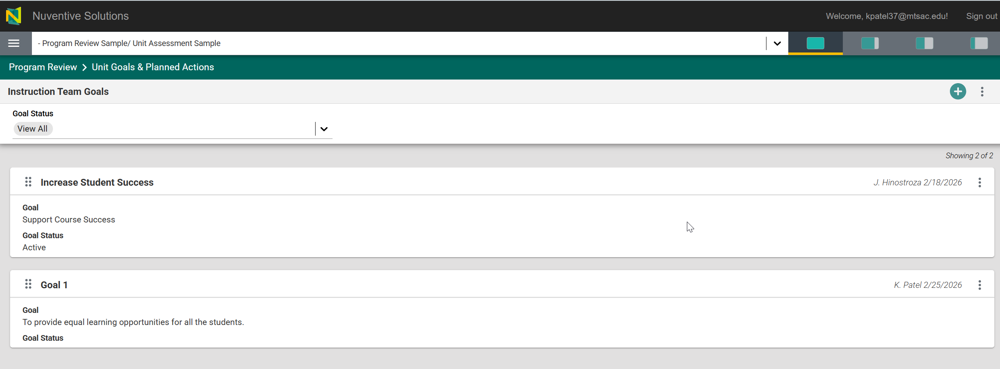 Nuventive Solutions
Welcome, kpatel37@mtsac.edu!
Sign out
- Program Review Sample/ Unit Assessment Sample
Program Review > Unit Goals & Planned Actions
Instruction Team Goals
Goal Status
View All
Showing 2 of 2
Increase Student Success
J. Hinostroza 2/18/2026
Goal
Support Course Success
Goal Status
Active
Goal 1
K. Patel 2/25/2026
Goal
To provide equal learning opportunities for all the students.
Goal Status